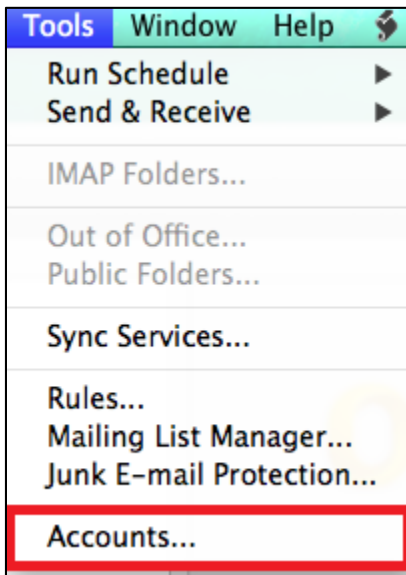 Tools Window Help
Run Schedule
Send & Receive
IMAP Folders...
Out of Office...
Public Folders...
Sync Services...
Rules...
Mailing List Manager...
Junk E-mail Protection...
Accounts...